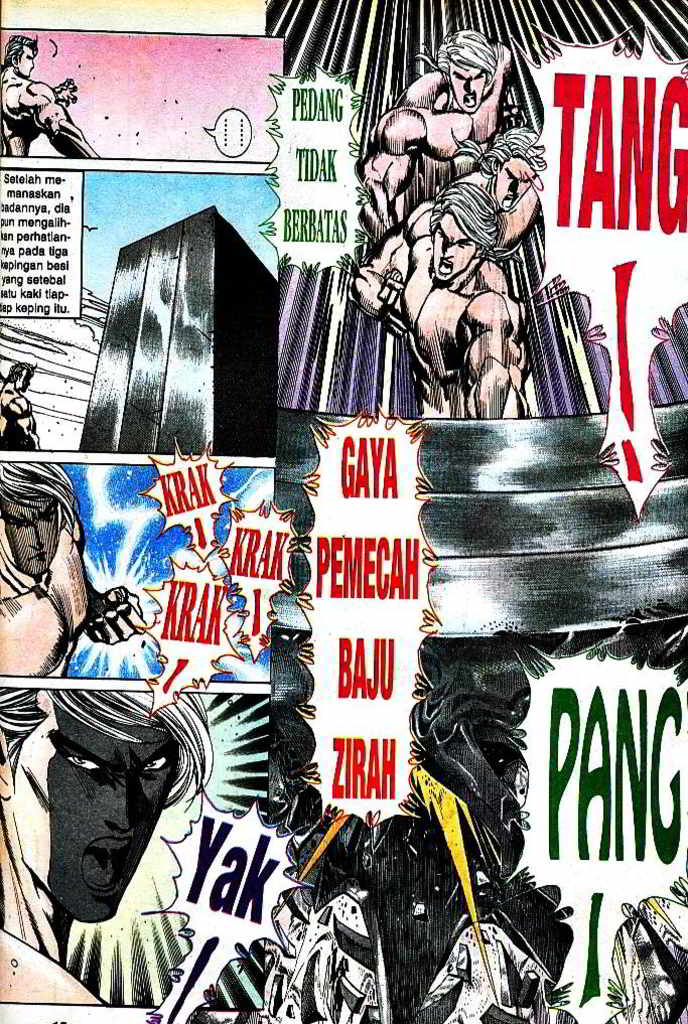 Setelah me-
manaskan
badannya, dia
pun mengalih-
kan perhatian-
nya pada tiga
kepingan besi
yang setebal
satu kaki tiap-
tiap keping itu.
KRAK
!
KRAK
!
KRAK
!
Yak
!
PEDANG
TIDAK
BERBATAS
TANG
!
GAYA
PEMECAH
BAJU
ZIRAH
PANG
!